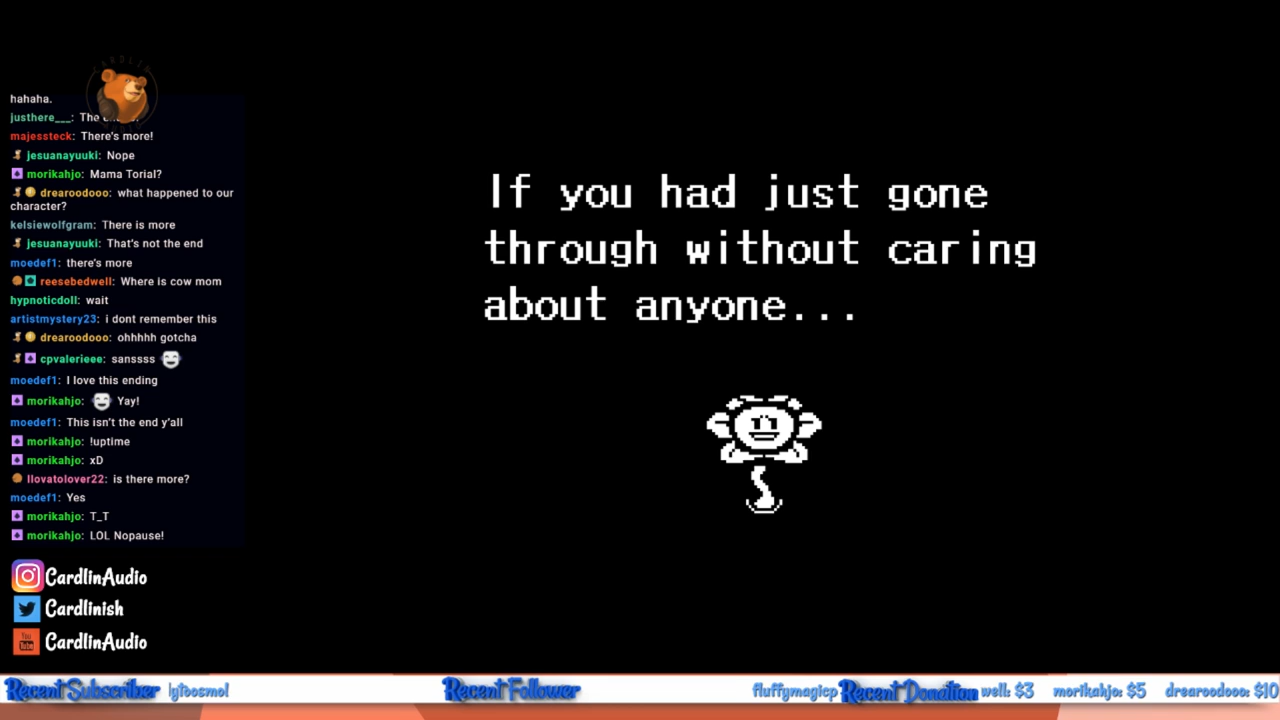 hahaha.
justhere___: The
majessteck: There's more!
jesuanayuuki: Nope
morikahjo: Mama Torial?
drearoodooo: what happened to our
character?
kelsiewolfgram: There is more
jesuanayuuki: That's not the end
moedef1: there's more
reesebedwell: Where is cow mom
hypnoticdoll: wait
artistmystery23: i dont remember this
drearoodooo: ohhhhh gotcha
cpvalerieee: sanssss
moedef1: I love this ending
morikahjo: Yay!
moedef1: This isn't the end y'all
morikahjo: !uptime
morikahjo: xD
llovatolover22: is there more?
moedef1: Yes
morikahjo: T_T
morikahjo: LOL Nopause!
CardlinAudio
Cardlinish
You Tube CardlinAudio
If you had just gone
through without caring
about anyone...
Recent Subscriber lytoosmol Recent Follower fluffymagicp Recent Donation well: $3 morikahjo: $5 drearoodooo: $10